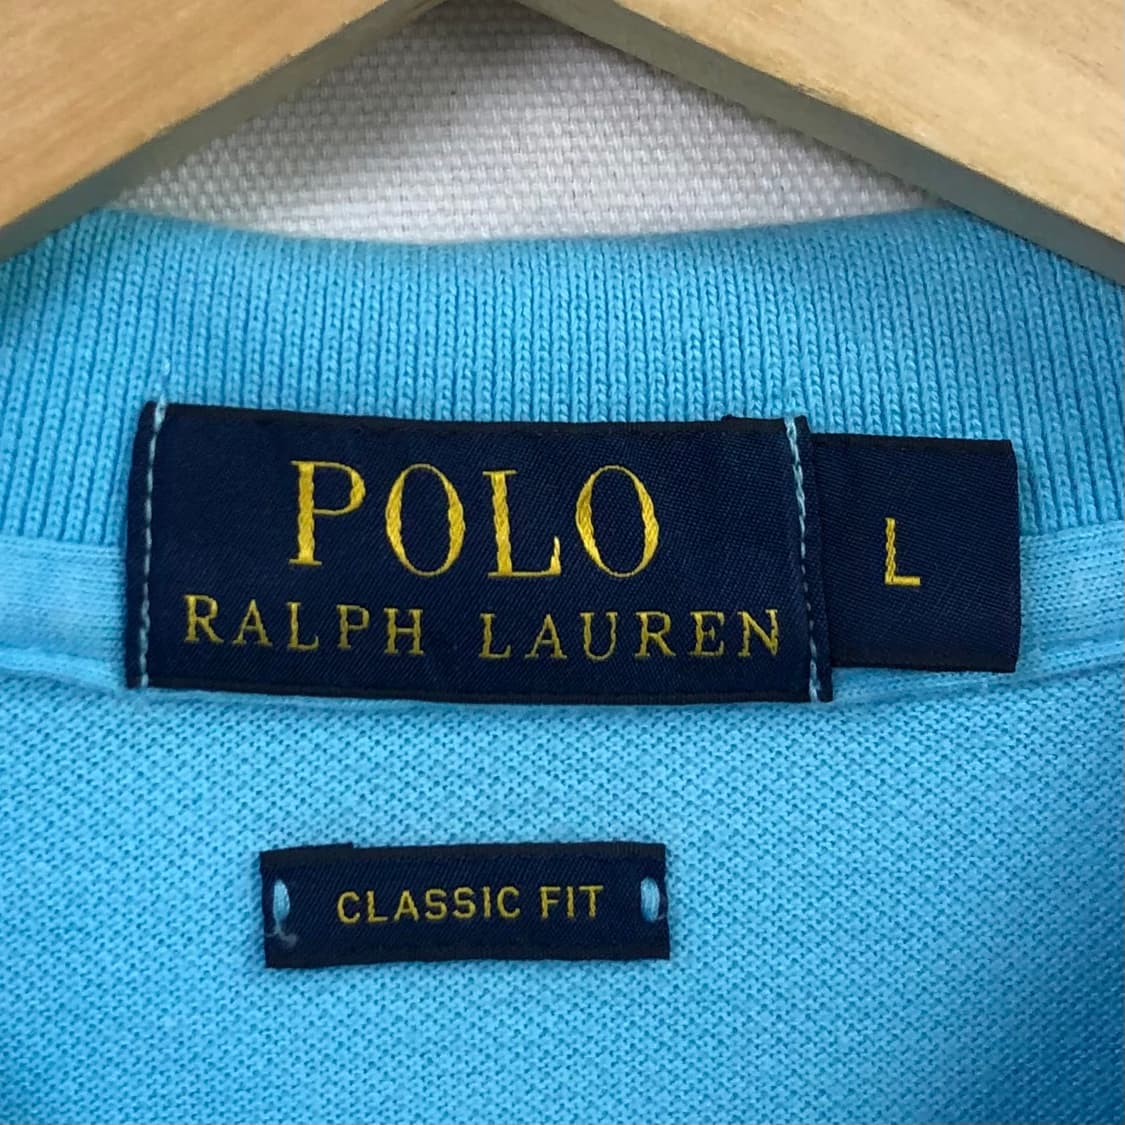 POLO
RALPH LAUREN
L
CLASSIC FIT